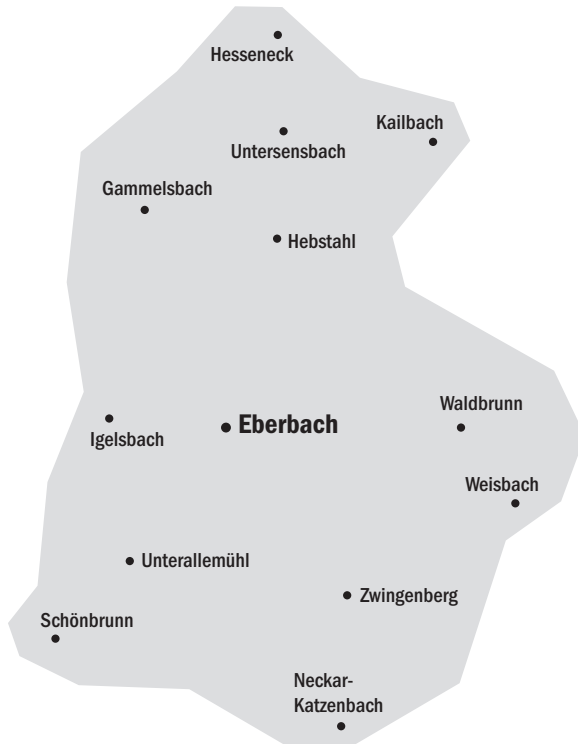 Hesseneck
Kailbach
Untersensbach
Gammelsbach
Hebstahl
Waldbrunn
Eberbach
Igelsbach
Weisbach
Unterallemühl
Zwingenberg
Schönbrunn
Neckar-
Katzenbach